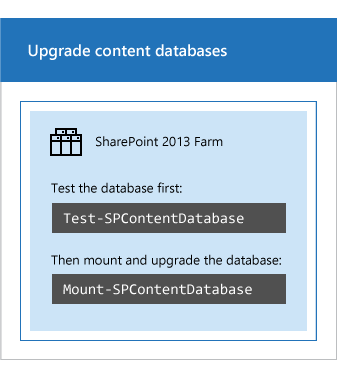 Upgrade content databases
SharePoint 2013 Farm
Test the database first:
Test-SPContentDatabase
Then mount and upgrade the database:
Mount-SPContentDatabase